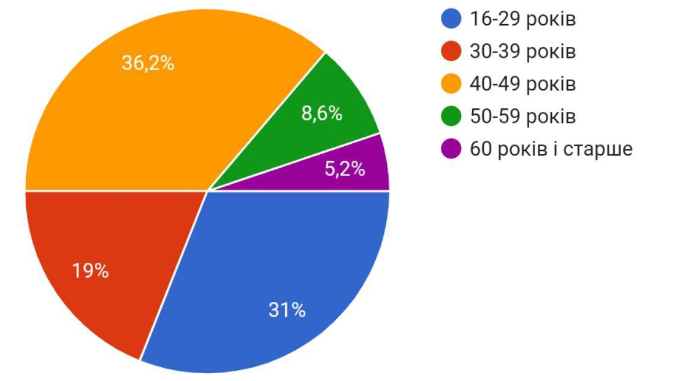 36,2%
8,6%
5,2%
19%
31%
16-29 років
30-39 років
40-49 років
50-59 років
60 років і старше